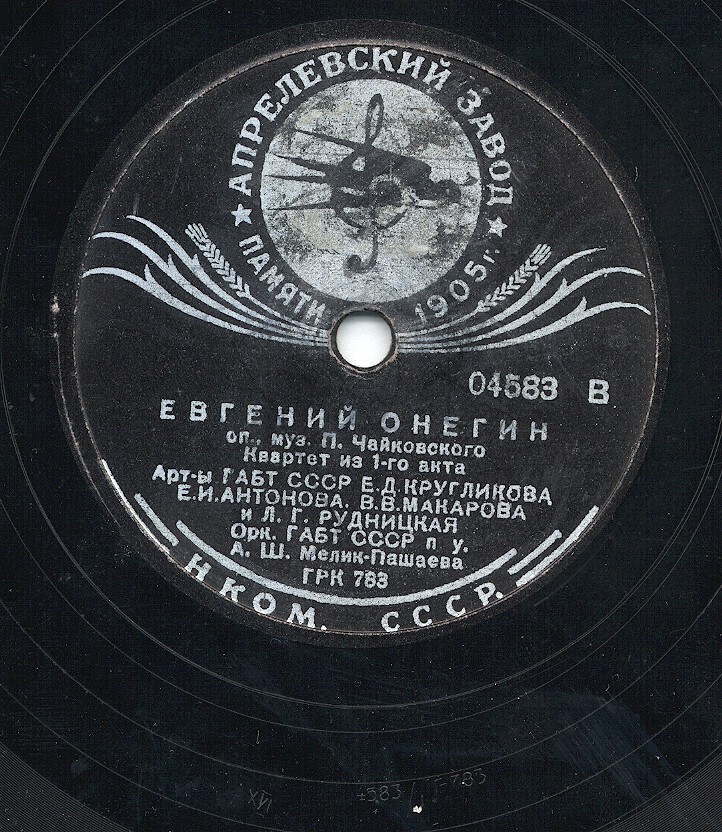 АПРЕЛЕВСКИЙ ЗАВОД
ПАМЯТИ 1905 г.
04583 В
ЕВГЕНИЙ ОНЕГИН
оп., муз. П. Чайковского
Квартет из 1-го акта
Арт-ы ГАБТ СССР Е.Д.КРУГЛИКОВА
Е.И.АНТОНОВА, В.В.МАКАРОВА
и Л. Г. РУДНИЦКАЯ
Орк. ГАБТ СССР п у.
А. Ш. Мелик-Пашаева
ГРК 783
НКОМ. СССР.